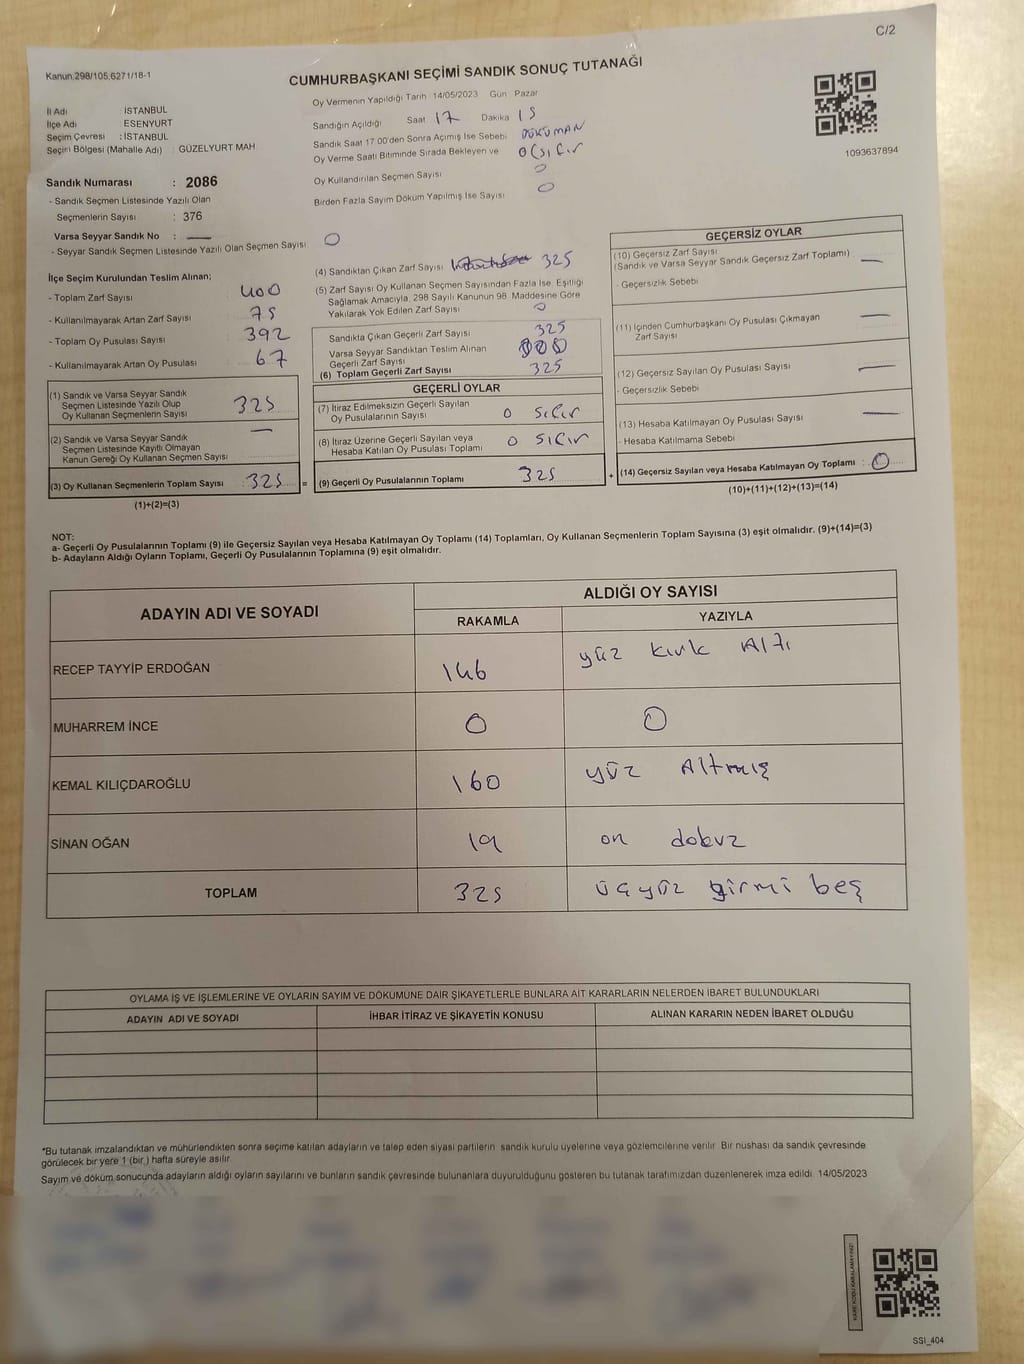 C/2
Kanun:298/105,6271/18-1
CUMHURBAŞKANI SEÇİMİ SANDIK SONUÇ TUTANAĞI
İl Adı : İSTANBUL
İlçe Adı : ESENYURT
Seçim Çevresi : İSTANBUL
Seçim Bölgesi (Mahalle Adı) : GÜZELYURT MAH
Oy Vermenin Yapıldığı Tarih :14/05/2023 Gün Pazar
Sandığın Açıldığı Saat 17 Dakika 15
Sandık Saat 17.00'den Sonra Açılmış İse Sebebi DÖKÜMAN
Oy Verme Saati Bitiminde Sırada Bekleyen ve 0 (sıfır
Oy Kullandırılan Seçmen Sayısı 0
Birden Fazla Sayım Döküm Yapılmış İse Sayısı 0
1093637894
Sandık Numarası : 2086
- Sandık Seçmen Listesinde Yazılı Olan
Seçmenlerin Sayısı : 376
Varsa Seyyar Sandık No : —
- Seyyar Sandık Seçmen Listesinde Yazılı Olan Seçmen Sayısı 0
İlçe Seçim Kurulundan Teslim Alınan;
- Toplam Zarf Sayısı 400
- Kullanılmayarak Artan Zarf Sayısı 75
- Toplam Oy Pusulası Sayısı 392
- Kullanılmayarak Artan Oy Pusulası 67
(1) Sandık ve Varsa Seyyar Sandık
Seçmen Listesinde Yazılı Olup
Oy Kullanan Seçmenlerin Sayısı 325
(2) Sandık ve Varsa Seyyar Sandık
Seçmen Listesinde Kayıtlı Olmayan
Kanun Gereği Oy Kullanan Seçmen Sayısı —
(3) Oy Kullanan Seçmenlerin Toplam Sayısı : 325 =
(1)+(2)=(3)
(4) Sandıktan Çıkan Zarf Sayısı 325
(5) Zarf Sayısı Oy Kullanan Seçmen Sayısından Fazla İse, Eşitliği
Sağlamak Amacıyla, 298 Sayılı Kanunun 98. Maddesine Göre
Yakılarak Yok Edilen Zarf Sayısı 0
Sandıkta Çıkan Geçerli Zarf Sayısı 325
Varsa Seyyar Sandıktan Teslim Alınan
Geçerli Zarf Sayısı 000
(6) Toplam Geçerli Zarf Sayısı 325
GEÇERLİ OYLAR
(7) İtiraz Edilmeksizin Geçerli Sayılan
Oy Pusulalarının Sayısı 0 sıfır
(8) İtiraz Üzerine Geçerli Sayılan veya
Hesaba Katılan Oy Pusulası Toplamı 0 sıfır
(9) Geçerli Oy Pusulalarının Toplamı 325 +
GEÇERSİZ OYLAR
(10) Geçersiz Zarf Sayısı
(Sandık ve Varsa Seyyar Sandık Geçersiz Zarf Toplamı) —
- Geçersizlik Sebebi
(11) İçinden Cumhurbaşkanı Oy Pusulası Çıkmayan
Zarf Sayısı —
(12) Geçersiz Sayılan Oy Pusulası Sayısı —
- Geçersizlik Sebebi
(13) Hesaba Katılmayan Oy Pusulası Sayısı —
- Hesaba Katılmama Sebebi
(14) Geçersiz Sayılan veya Hesaba Katılmayan Oy Toplamı : 0
(10)+(11)+(12)+(13)=(14)
NOT:
a- Geçerli Oy Pusulalarının Toplamı (9) ile Geçersiz Sayılan veya Hesaba Katılmayan Oy Toplamı (14) Toplamları, Oy Kullanan Seçmenlerin Toplam Sayısına (3) eşit olmalıdır. (9)+(14)=(3)
b- Adayların Aldığı Oyların Toplamı, Geçerli Oy Pusulalarının Toplamına (9) eşit olmalıdır.
ADAYIN ADI VE SOYADI ALDIĞI OY SAYISI
RAKAMLA YAZIYLA
RECEP TAYYİP ERDOĞAN 146 yüz kırk Altı
MUHARREM İNCE 0 0
KEMAL KILIÇDAROĞLU 160 yüz Altmış
SİNAN OĞAN 19 on dokuz
TOPLAM 325 üçyüz yirmi beş
OYLAMA İŞ VE İŞLEMLERİNE VE OYLARIN SAYIM VE DÖKÜMÜNE DAİR ŞİKAYETLERLE BUNLARA AİT KARARLARIN NELERDEN İBARET BULUNDUKLARI
ADAYIN ADI VE SOYADI İHBAR İTİRAZ VE ŞİKAYETİN KONUSU ALINAN KARARIN NEDEN İBARET OLDUĞU
*Bu tutanak imzalandıktan ve mühürlendikten sonra seçime katılan adayların ve talep eden siyasi partilerin sandık kurulu üyelerine veya gözlemcilerine verilir. Bir nüshası da sandık çevresinde
görülecek bir yere 1 (bir) hafta süreyle asılır.
Sayım ve döküm sonucunda adayların aldığı oyların sayılarını ve bunların sandık çevresinde bulunanlara duyurulduğunu gösteren bu tutanak tarafımızdan düzenlenerek imza edildi. 14/05/2023
KARE KODU KARALAMAYINIZ!
SSI_404